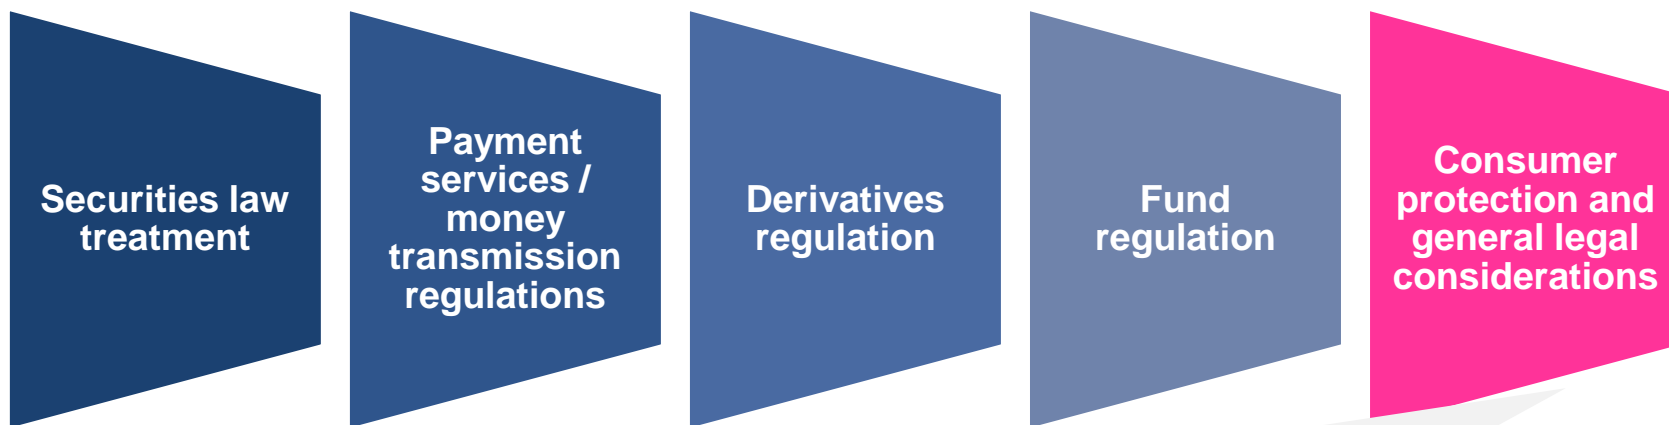 Securities law
treatment
Payment
services /
money
transmission
regulations
Derivatives
regulation
Fund
regulation
Consumer
protection and
general legal
considerations